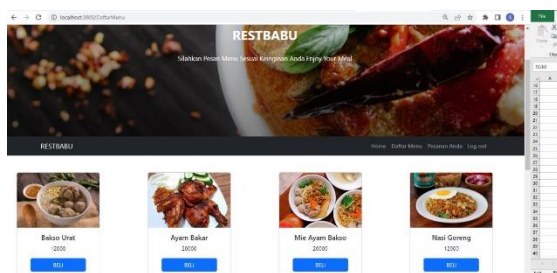 localhost:3000/DaftarMenu
RESTBABU
Silahkan Pesan Menu Sesuai Keinginan Anda Enjoy Your Meal
RESTBABU
Home Daftar Menu Pesanan Anda Log out
Bakso Urat
12000
BELI
Ayam Bakar
20000
BELI
Mie Ayam Bakso
20000
BELI
Nasi Goreng
12000
BELI
File